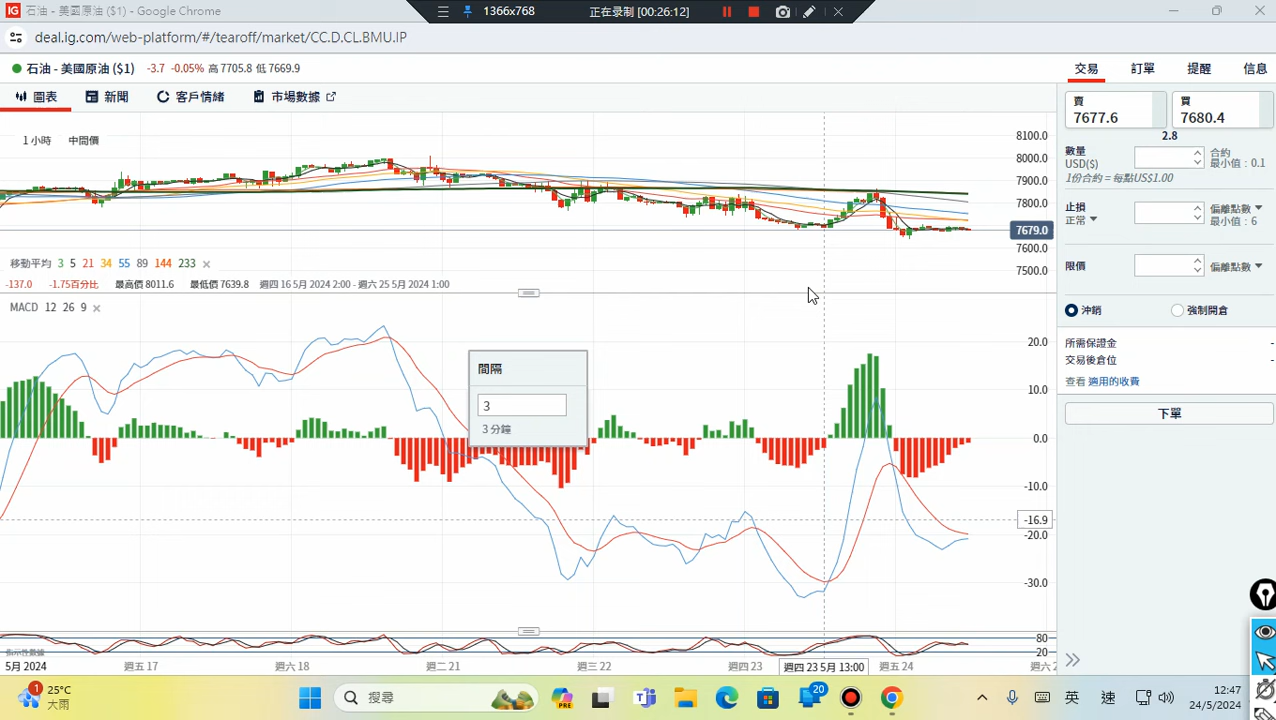 石油 - 美國原油 ($1) - Google Chrome
1366x768
正在录制 [00:26:12]
deal.ig.com/web-platform/#/tearoff/market/CC.D.CL.BMU.IP
石油 - 美國原油 ($1) -3.7 -0.05% 高 7705.8 低 7669.9
交易 訂單 提醒 信息
圖表 新聞 客戶情緒 市場數據
賣 7677.6
買 7680.4
2.8
1 小時 中間價
8100.0
8000.0
7900.0
7800.0
7679.0
7600.0
7500.0
數量
USD($)
合約
最小值 : 0.1
1份合約 = 每點US$1.00
止損
正常
偏離點數
最小值 : 6
限價
偏離點數
移動平均 3 5 21 34 55 89 144 233
-137.0 -1.75百分比 最高價 8011.6 最低價 7639.8 週四 16 5月 2024 2:00 - 週六 25 5月 2024 1:00
MACD 12 26 9
沖銷 強制開倉
所需保證金 -
交易後倉位 -
查看 適用的收費
下單
間隔
3
3 分鐘
20.0
10.0
0.0
-10.0
-16.9
-20.0
-30.0
80
20
指示性數據
5月 2024 週五 17 週六 18 週二 21 週三 22 週四 23 週四 23 5月 13:00 週五 24 週六 2
1
25°C
大雨
搜尋
PRE
20
英 速
12:47
24/5/2024